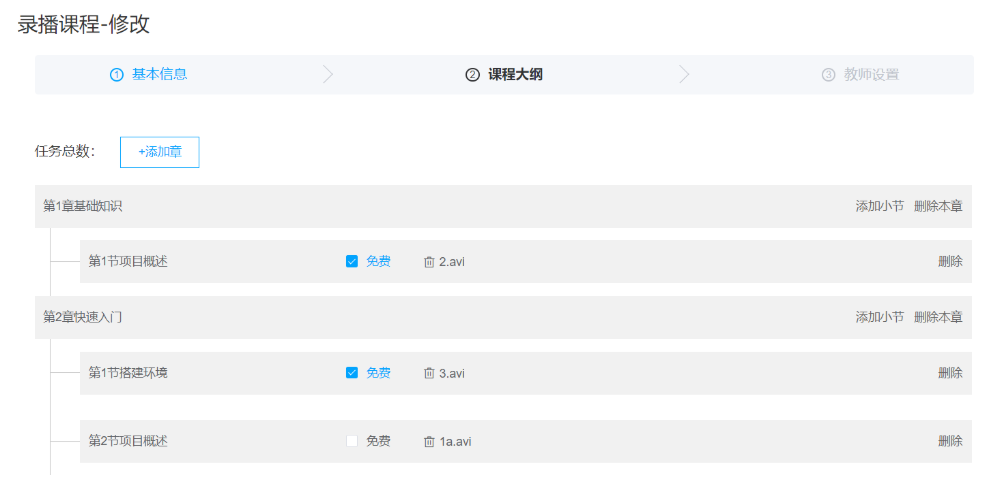 录播课程-修改
① 基本信息 ② 课程大纲 ③ 教师设置
任务总数： +添加章
第1章基础知识 添加小节 删除本章
第1节项目概述 免费 2.avi 删除
第2章快速入门 添加小节 删除本章
第1节搭建环境 免费 3.avi 删除
第2节项目概述 免费 1a.avi 删除